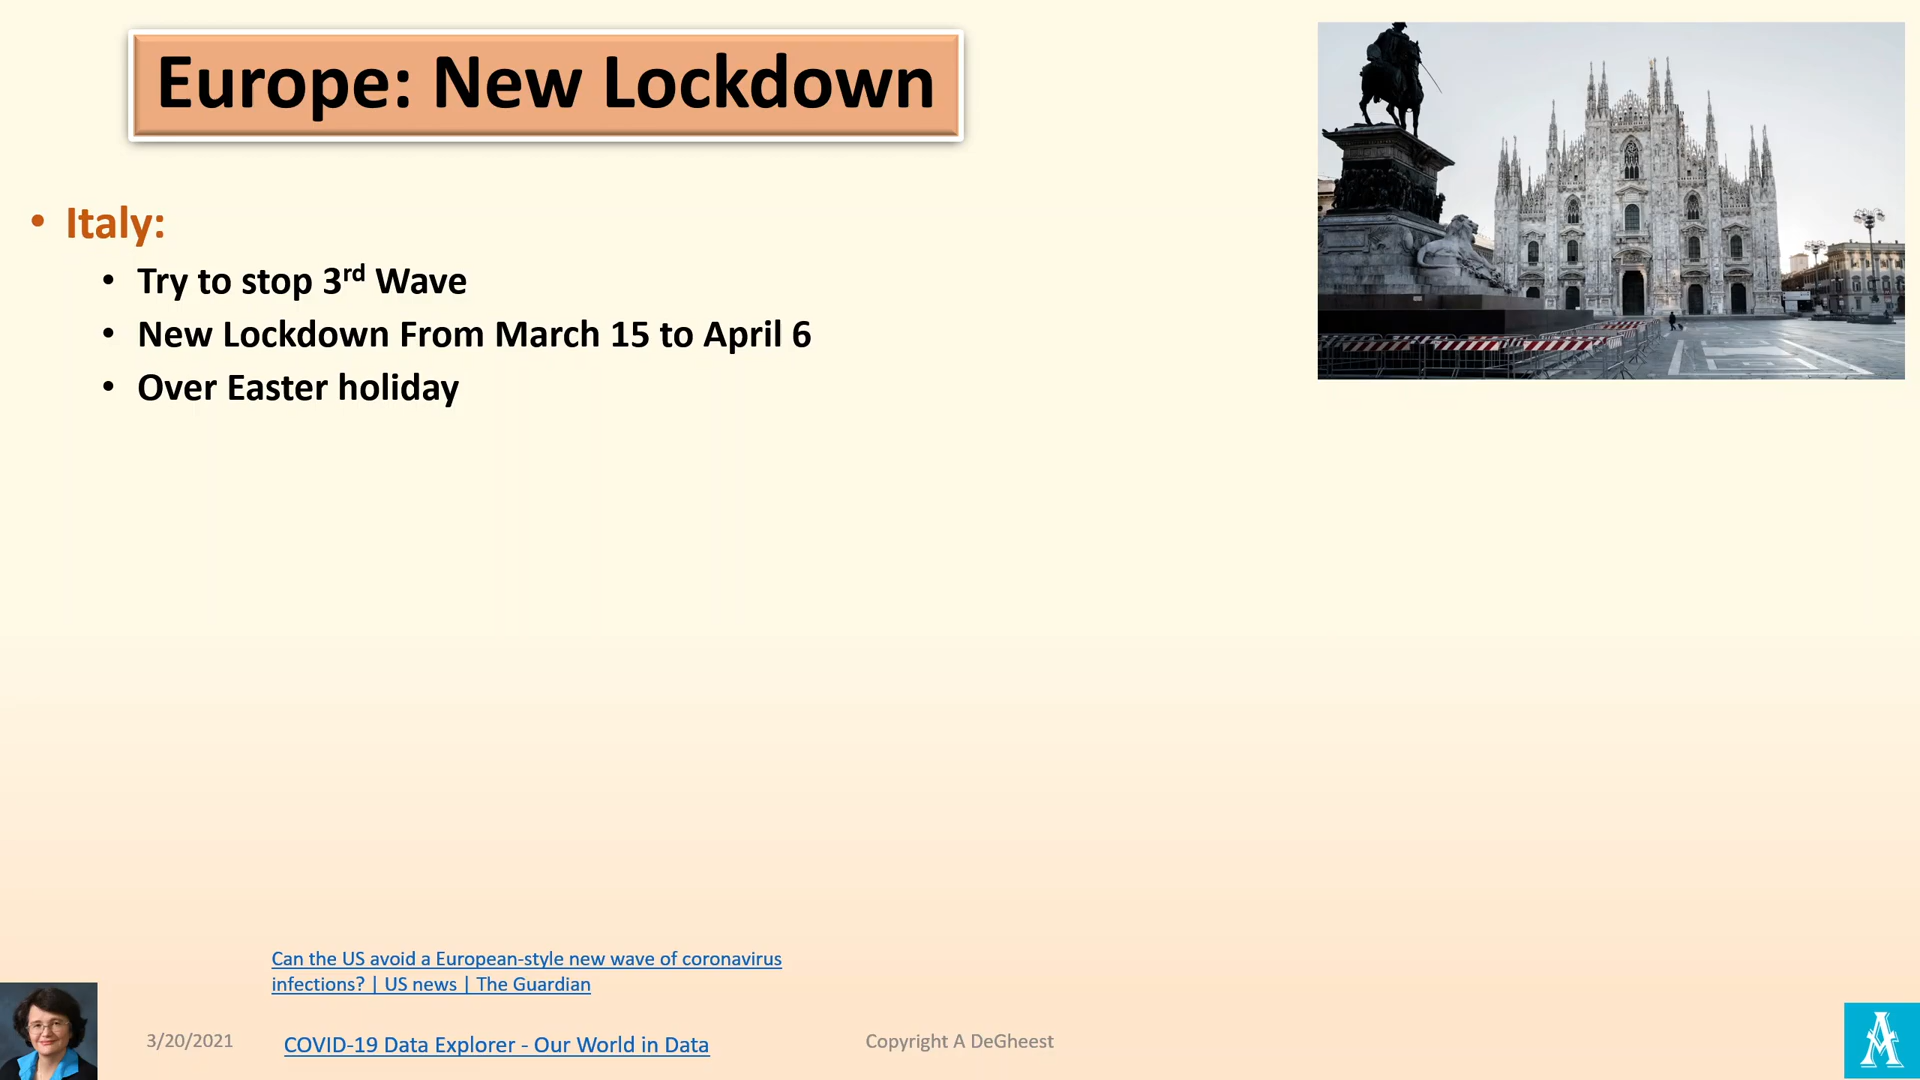 Europe: New Lockdown
• Italy:
• Try to stop 3rd Wave
• New Lockdown From March 15 to April 6
• Over Easter holiday
Can the US avoid a European-style new wave of coronavirus
infections? | US news | The Guardian
3/20/2021
COVID-19 Data Explorer - Our World in Data
Copyright A DeGheest
A